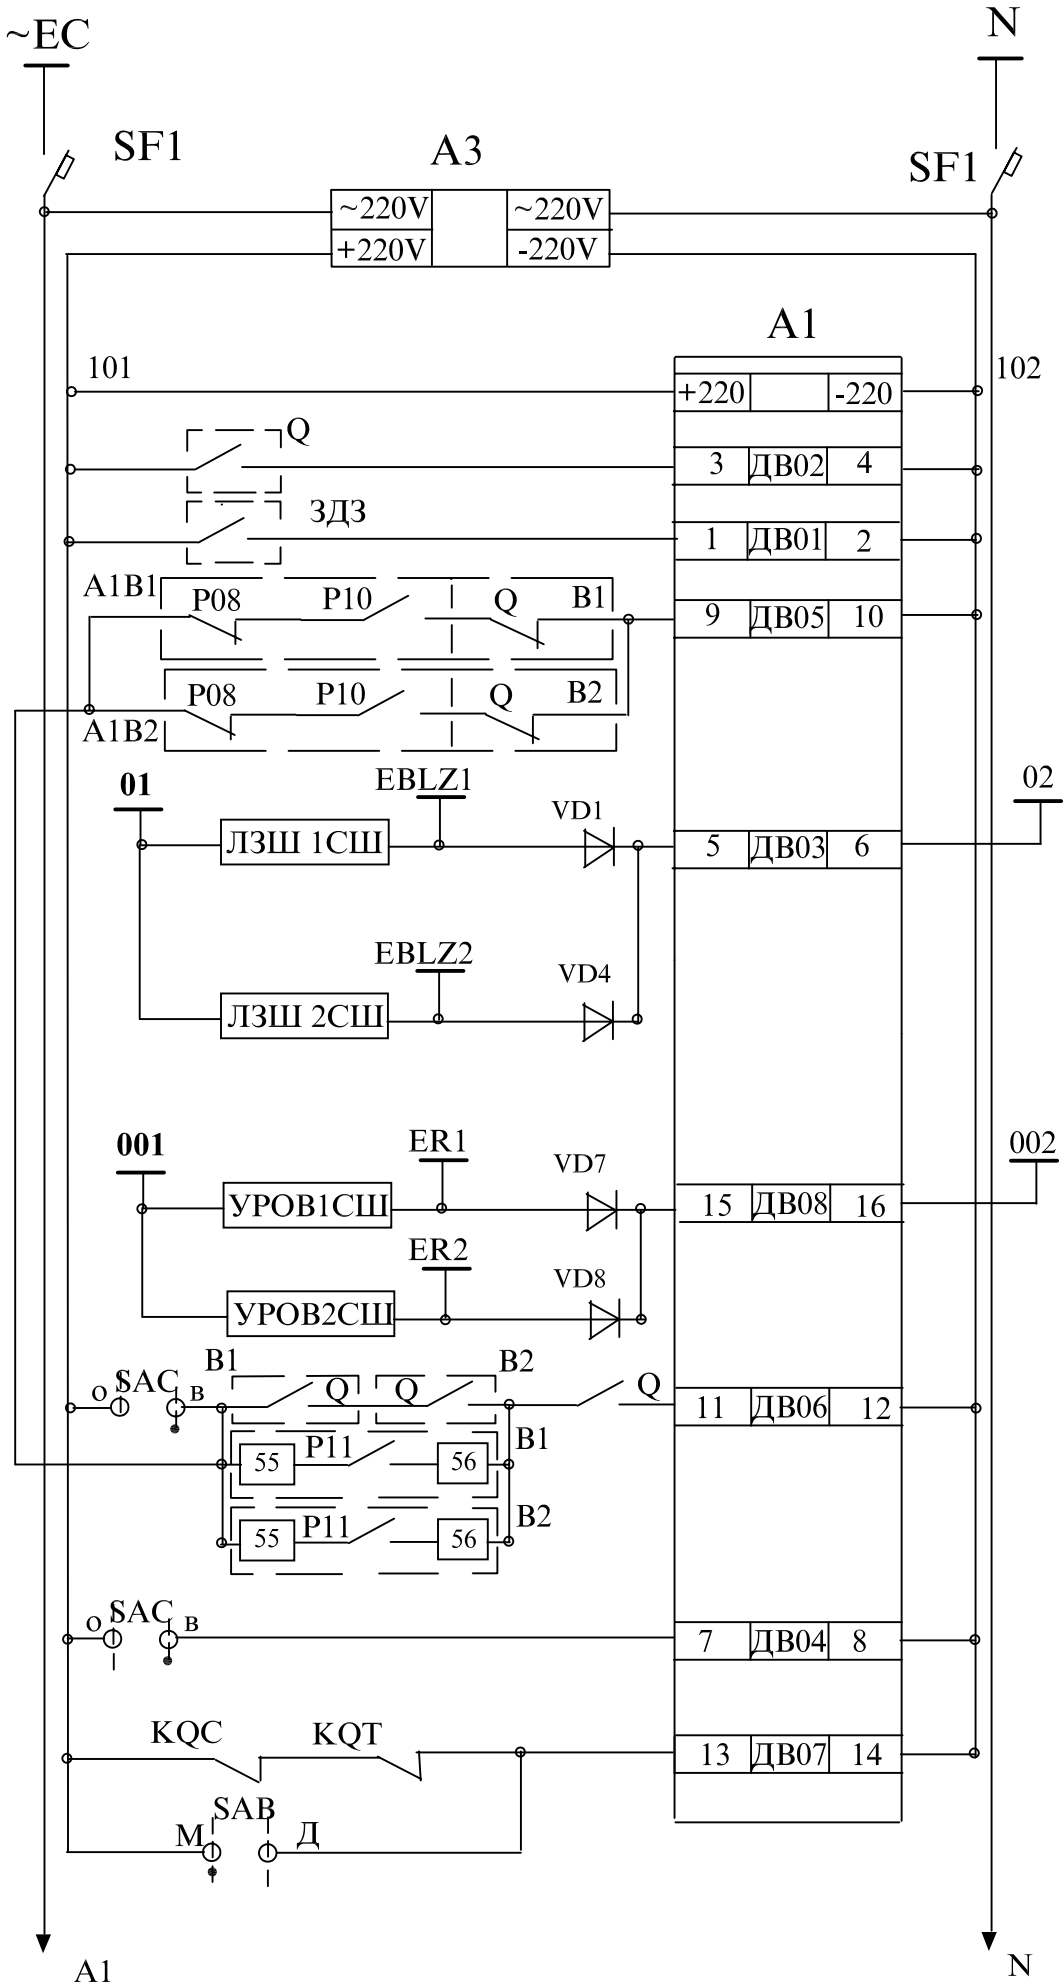 ~EC N
SF1 A3 SF1
~220V ~220V
+220V -220V
A1
101 102
+220 -220
Q
3 ДВ02 4
ЗДЗ
1 ДВ01 2
A1B1 P08 P10 Q B1
9 ДВ05 10
P08 P10 Q B2
A1B2
01 EBLZ1 VD1 02
ЛЗШ 1СШ 5 ДВ03 6
EBLZ2 VD4
ЛЗШ 2СШ
001 ER1 VD7 002
УРОВ1СШ 15 ДВ08 16
ER2 VD8
УРОВ2СШ
B1 B2
о SAC в Q Q Q 11 ДВ06 12
55 P11 56 B1
55 P11 56 B2
о SAC в
7 ДВ04 8
KQC KQT
13 ДВ07 14
SAB
М Д
A1 N